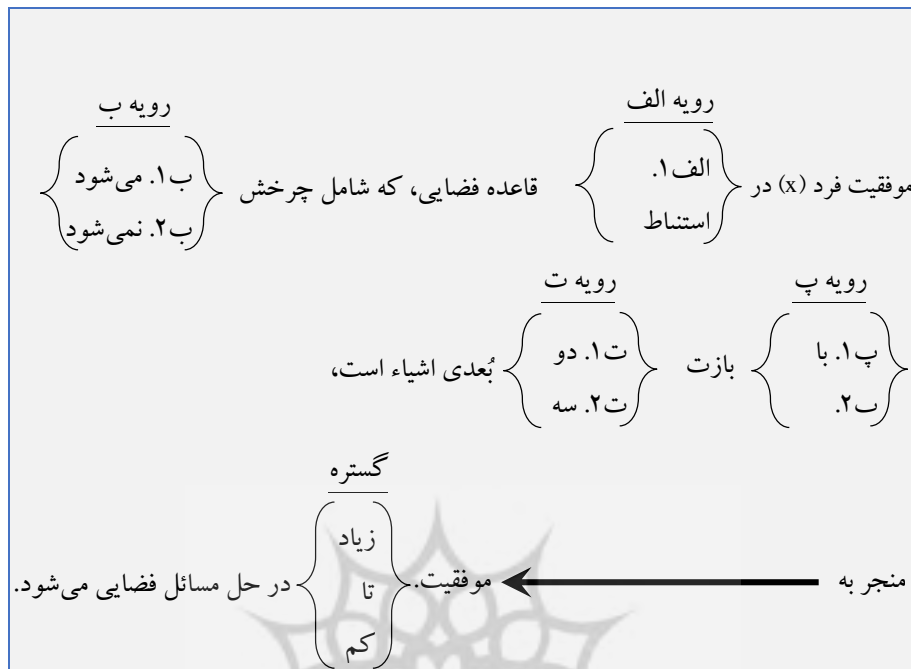 رویه الف
رویه ب
موفقیت فرد (x) در
الف۱.
استنباط
قاعده فضایی، که شامل چرخش
ب۱. می‌شود
ب۲. نمی‌شود
رویه پ
رویه ت
پ۱. با
ب۲.
بازت
ت۱. دو
ت۲. سه
بُعدی اشیاء است،
گستره
منجر به
موفقیت.
زیاد
تا
کم
در حل مسائل فضایی می‌شود.